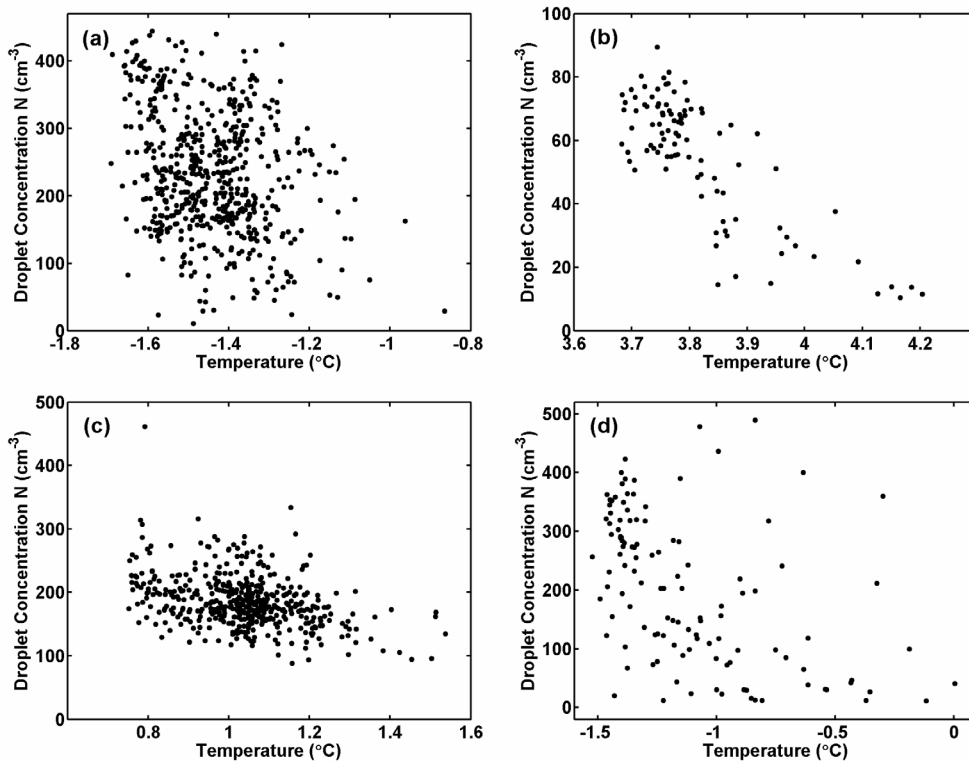 (a)
Droplet Concentration N (cm⁻³)
400
300
200
100
0
-1.8 -1.6 -1.4 -1.2 -1 -0.8
Temperature (°C)
(b)
Droplet Concentration N (cm⁻³)
100
80
60
40
20
0
3.6 3.7 3.8 3.9 4 4.1 4.2
Temperature (°C)
(c)
Droplet Concentration N (cm⁻³)
500
400
300
200
100
0
0.8 1 1.2 1.4 1.6
Temperature (°C)
(d)
Droplet Concentration N (cm⁻³)
500
400
300
200
100
0
-1.5 -1 -0.5 0
Temperature (°C)